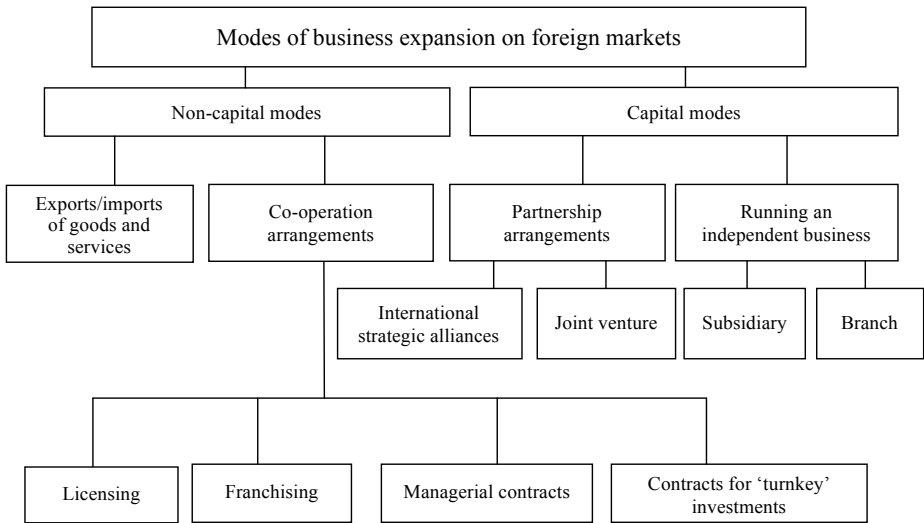 Modes of business expansion on foreign markets
Non-capital modes
Capital modes
Exports/imports
of goods and
services
Co-operation
arrangements
Partnership
arrangements
Running an
independent business
International
strategic alliances
Joint venture
Subsidiary
Branch
Licensing
Franchising
Managerial contracts
Contracts for ‘turnkey’
investments